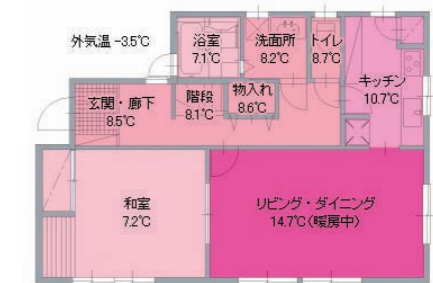 外気温 -3.5℃
浴室
7.1℃
洗面所
8.2℃
トイレ
8.7℃
キッチン
10.7℃
玄関・廊下
8.5℃
階段
8.1℃
物入れ
8.6℃
和室
7.2℃
リビング・ダイニング
14.7℃(暖房中)